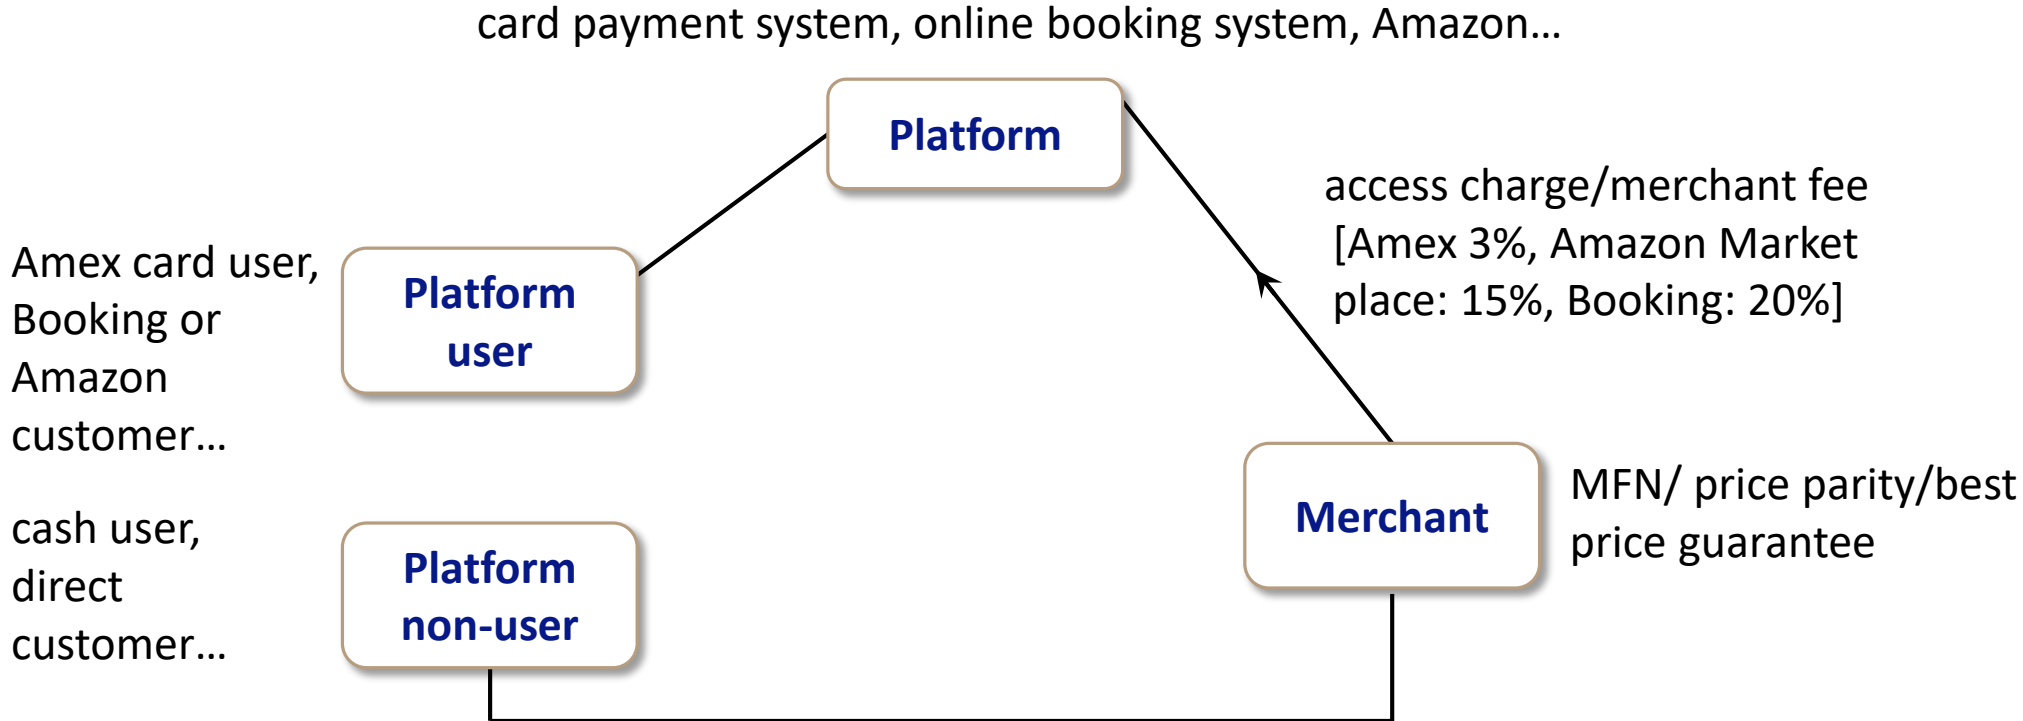 card payment system, online booking system, Amazon…
Platform
access charge/merchant fee
[Amex 3%, Amazon Market
place: 15%, Booking: 20%]
Amex card user,
Booking or
Amazon
customer…
Platform
user
MFN/ price parity/best
price guarantee
Merchant
cash user,
direct
customer…
Platform
non-user